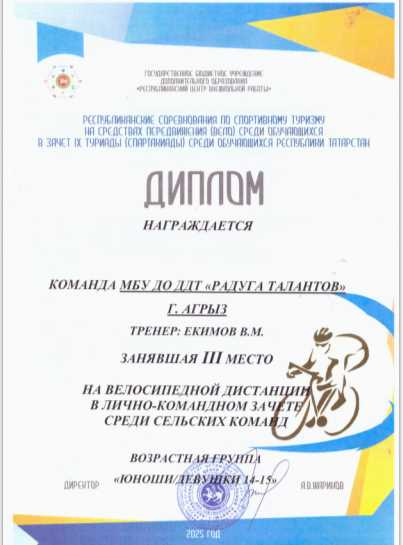 ГОСУДАРСТВЕННОЕ БЮДЖЕТНОЕ УЧРЕЖДЕНИЕ
ДОПОЛНИТЕЛЬНОГО ОБРАЗОВАНИЯ
«РЕСПУБЛИКАНСКИЙ ЦЕНТР ВНЕШКОЛЬНОЙ РАБОТЫ»
РЕСПУБЛИКАНСКИЕ СОРЕВНОВАНИЯ ПО СПОРТИВНОМУ ТУРИЗМУ
НА СРЕДСТВАХ ПЕРЕДВИЖЕНИЯ (ВЕЛО) СРЕДИ ОБУЧАЮЩИХСЯ
В ЗАЧЕТ IX ТУРИАДЫ (СПАРТАКИАДЫ) СРЕДИ ОБУЧАЮЩИХСЯ РЕСПУБЛИКИ ТАТАРСТАН
ДИПЛОМ
НАГРАЖДАЕТСЯ
КОМАНДА МБУ ДО ДДТ «РАДУГА ТАЛАНТОВ»
Г. АГРЫЗ
ТРЕНЕР: ЕКИМОВ В.М.
ЗАНЯВШАЯ III МЕСТО
НА ВЕЛОСИПЕДНОЙ ДИСТАНЦИИ
В ЛИЧНО-КОМАНДНОМ ЗАЧЕТЕ
СРЕДИ СЕЛЬСКИХ КОМАНД
ВОЗРАСТНАЯ ГРУППА
«ЮНОШИ/ДЕВУШКИ 14-15»
ДИРЕКТОР
2025 ГОД